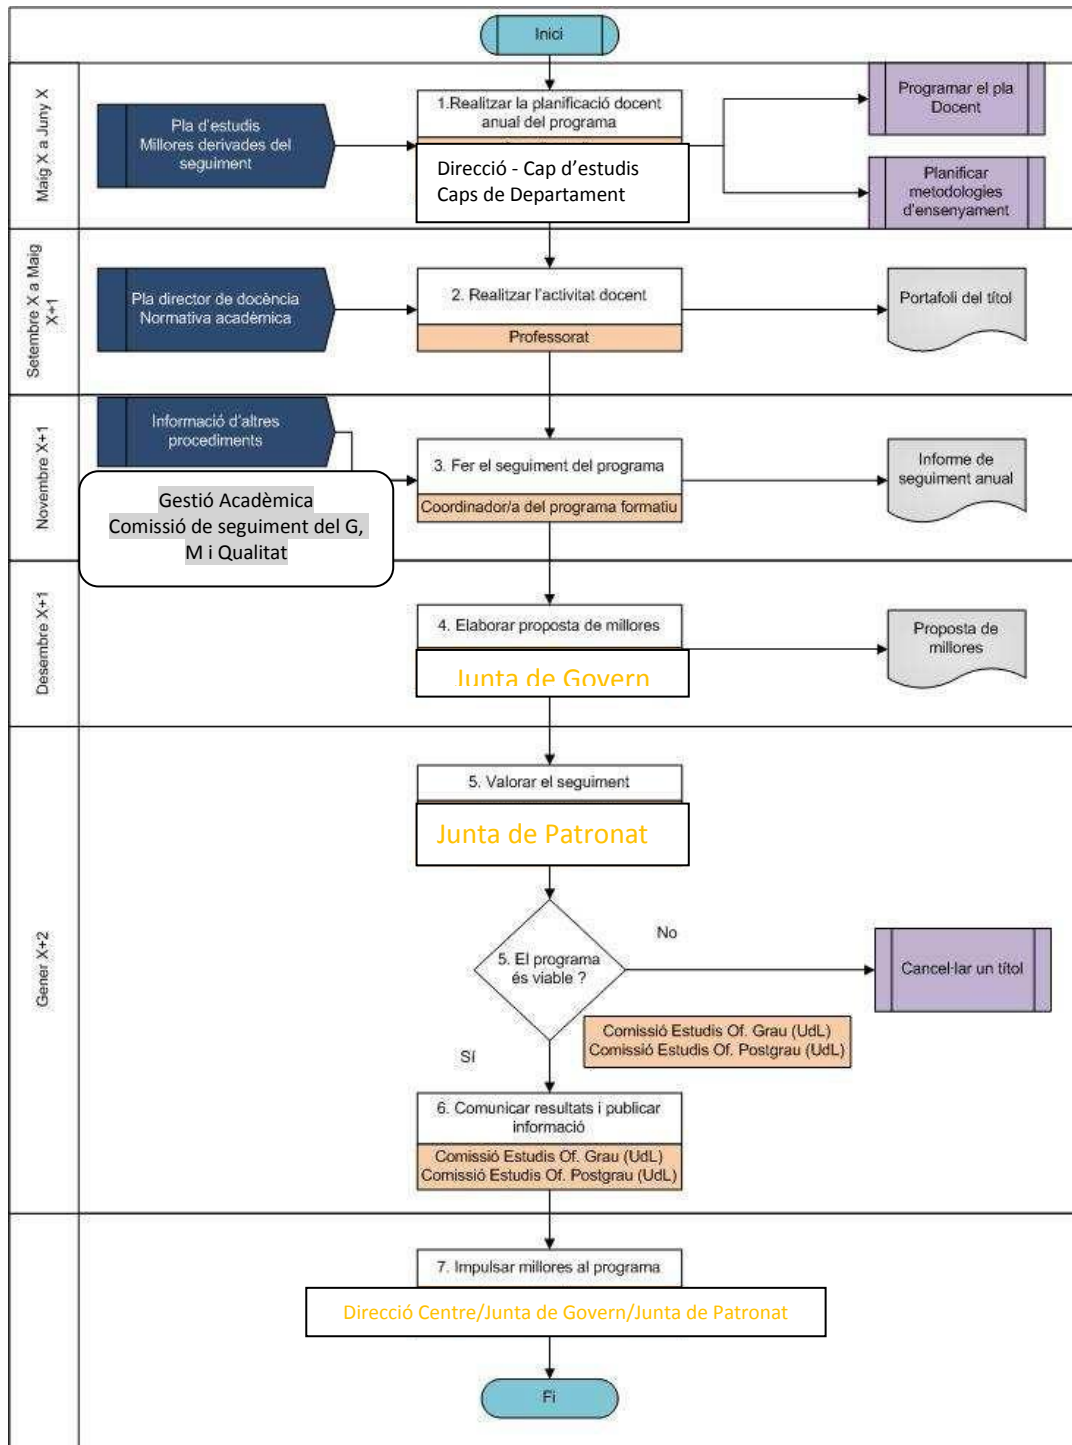 Inici
Maig X a Juny X
Pla d'estudis
Millores derivades del
seguiment
1.Realitzar la planificació docent
anual del programa
Direcció - Cap d'estudis
Caps de Departament
Programar el pla
Docent
Planificar
metodologies
d'ensenyament
Setembre X a Maig
X+1
Pla director de docència
Normativa acadèmica
2. Realitzar l'activitat docent
Professorat
Portafoli del títol
Novembre X+1
Informació d'altres
procediments
Gestió Acadèmica
Comissió de seguiment del G,
M i Qualitat
3. Fer el seguiment del programa
Coordinador/a del programa formatiu
Informe de
seguiment anual
Desembre X+1
4. Elaborar proposta de millores
Junta de Govern
Proposta de
millores
Gener X+2
5. Valorar el seguiment
Junta de Patronat
5. El programa
és viable ?
No
Cancel·lar un títol
Comissió Estudis Of. Grau (UdL)
Comissió Estudis Of. Postgrau (UdL)
Sí
6. Comunicar resultats i publicar
informació
Comissió Estudis Of. Grau (UdL)
Comissió Estudis Of. Postgrau (UdL)
7. Impulsar millores al programa
Direcció Centre/Junta de Govern/Junta de Patronat
Fi